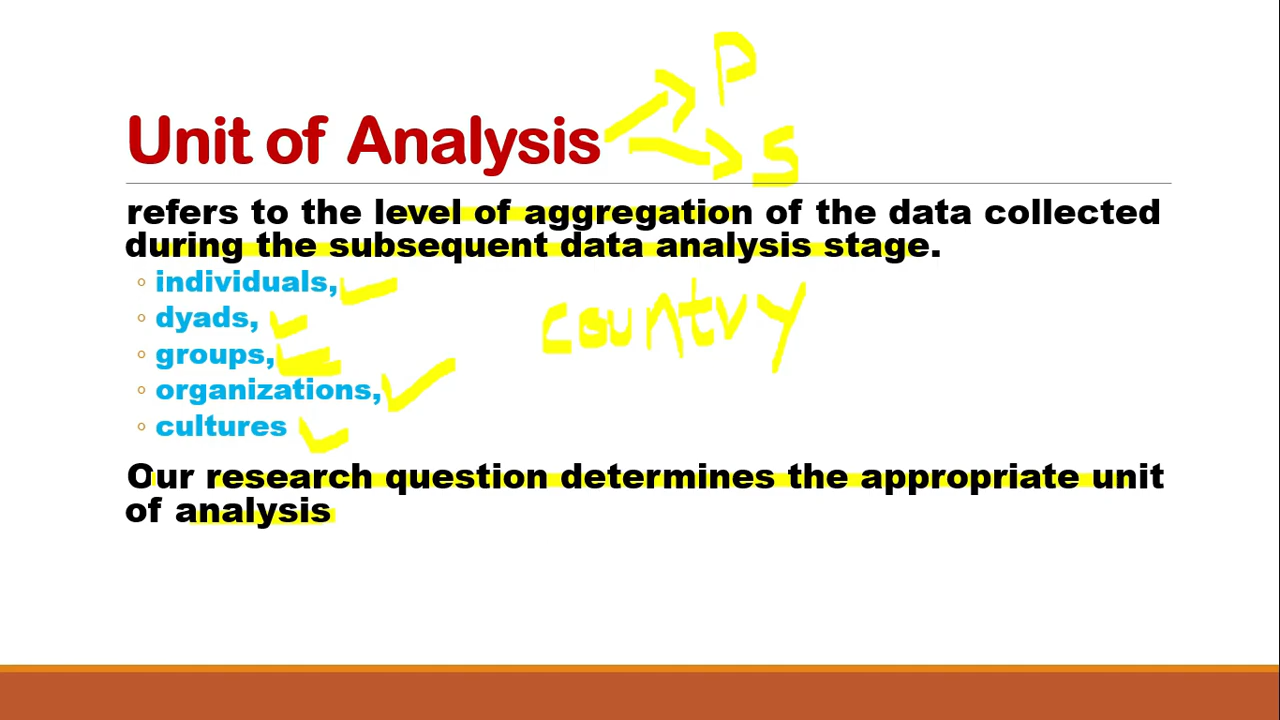 P
Unit of Analysis
S
refers to the level of aggregation of the data collected
during the subsequent data analysis stage.
◦ individuals,
◦ dyads,
country
◦ groups,
◦ organizations,
◦ cultures
Our research question determines the appropriate unit
of analysis